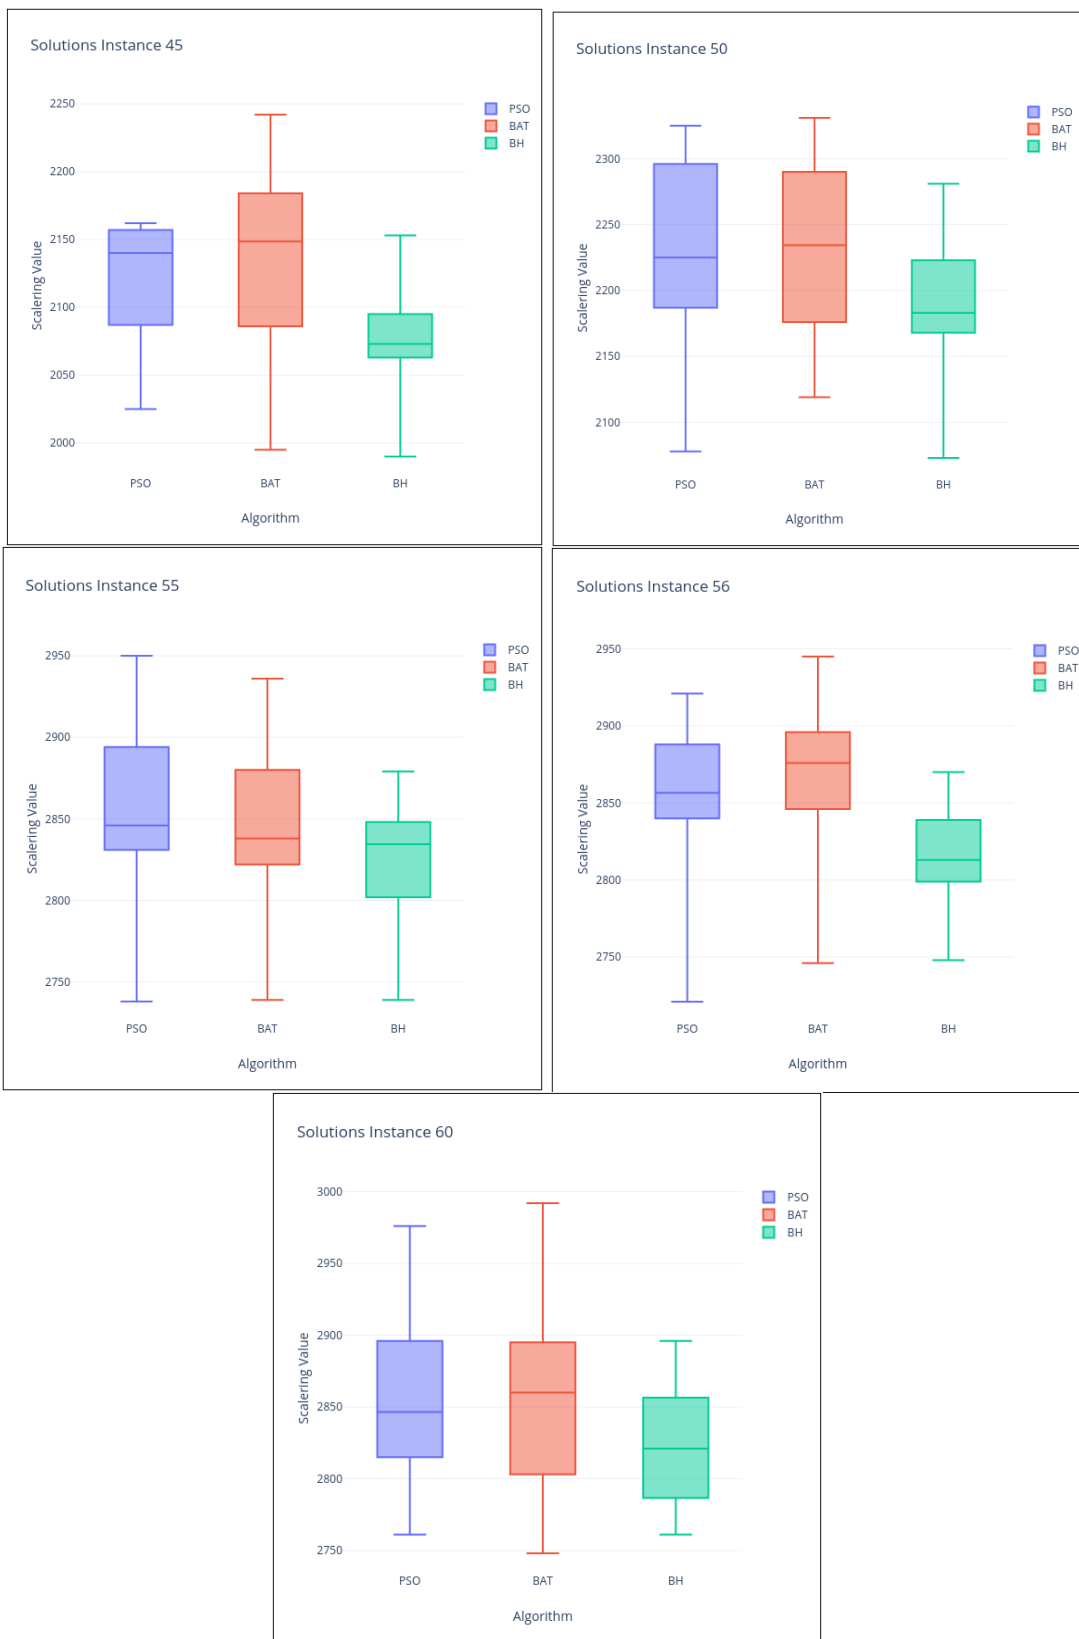 Solutions Instance 45
2250
2200
2150
2100
2050
2000
Scalering Value
PSO
BAT
BH
Algorithm
PSO
BAT
BH
Solutions Instance 50
2300
2250
2200
2150
2100
Scalering Value
PSO
BAT
BH
Algorithm
PSO
BAT
BH
Solutions Instance 55
2950
2900
2850
2800
2750
Scalering Value
PSO
BAT
BH
Algorithm
PSO
BAT
BH
Solutions Instance 56
2950
2900
2850
2800
2750
Scalering Value
PSO
BAT
BH
Algorithm
PSO
BAT
BH
Solutions Instance 60
3000
2950
2900
2850
2800
2750
Scalering Value
PSO
BAT
BH
Algorithm
PSO
BAT
BH